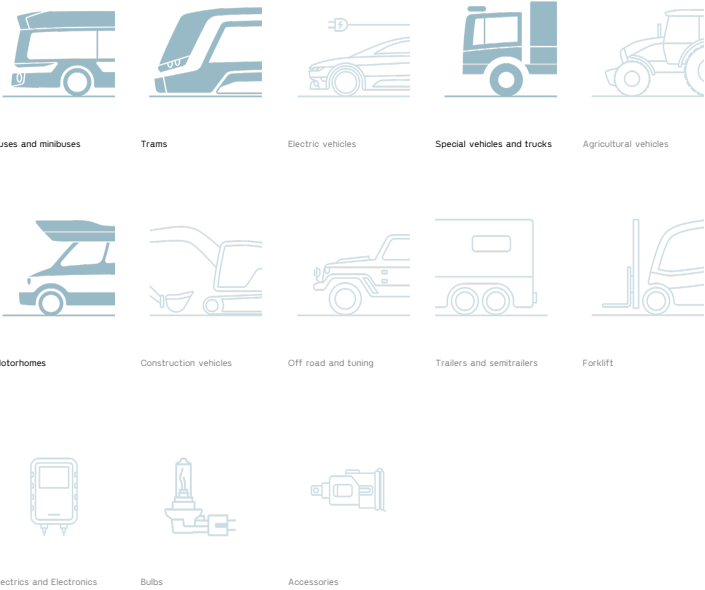 uses and minibuses
Trams
Electric vehicles
Special vehicles and trucks
Agricultural vehicles
otorhomes
Construction vehicles
Off road and tuning
Trailers and semitrailers
Forklift
ectrics and Electronics
Bulbs
Accessories